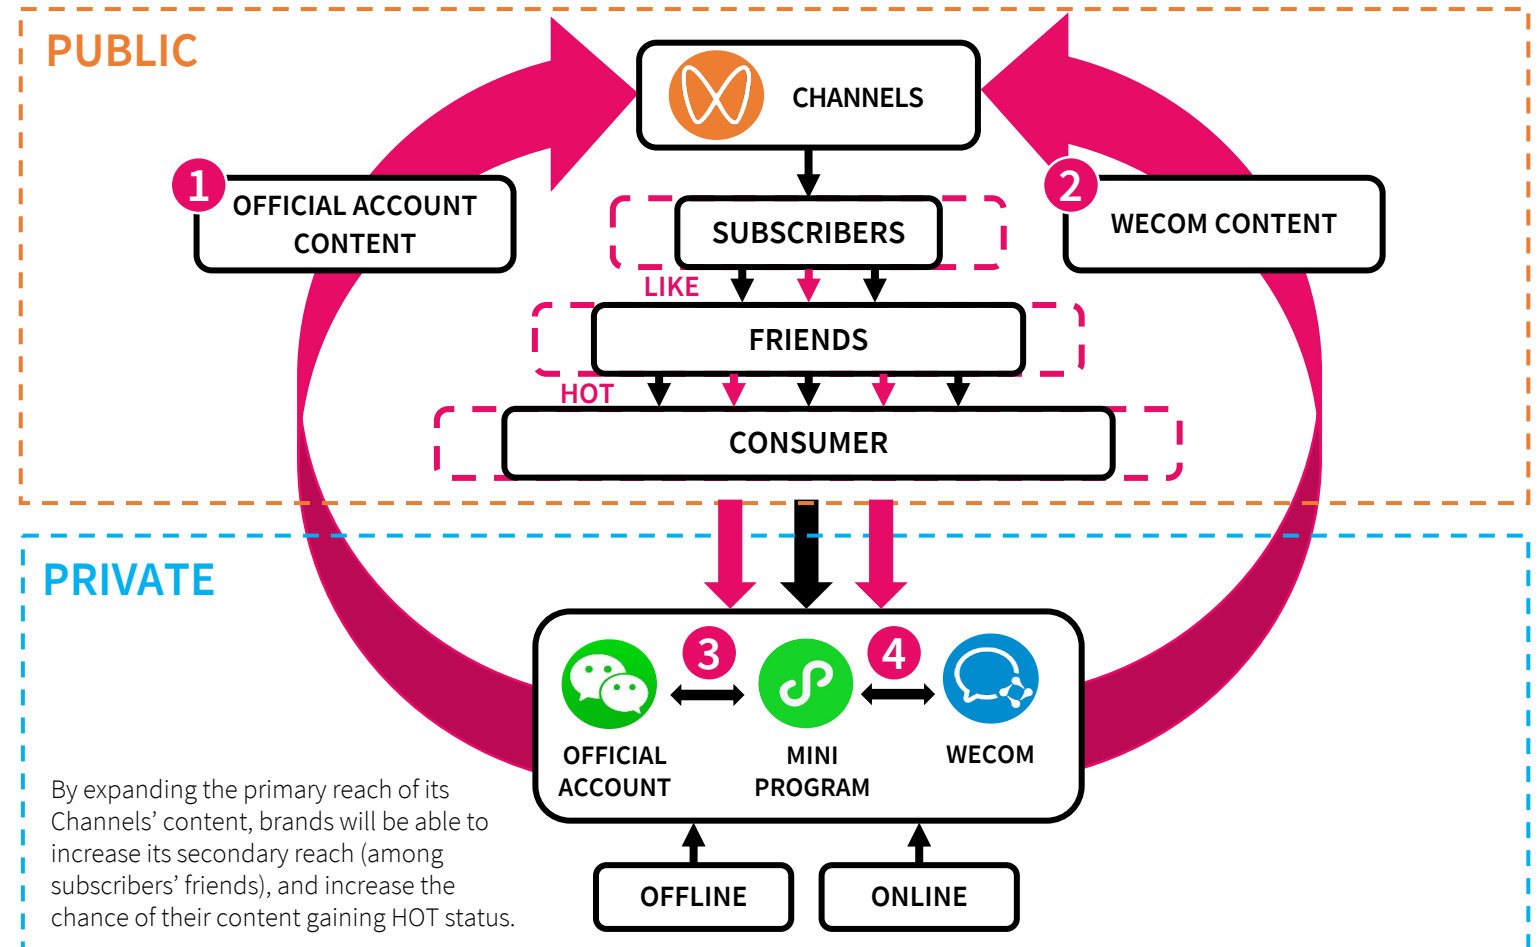 PUBLIC
CHANNELS
1
OFFICIAL ACCOUNT
CONTENT
2
WECOM CONTENT
SUBSCRIBERS
LIKE
FRIENDS
HOT
CONSUMER
PRIVATE
3
4
OFFICIAL
ACCOUNT
MINI
PROGRAM
WECOM
By expanding the primary reach of its
Channels’ content, brands will be able to
increase its secondary reach (among
subscribers’ friends), and increase the
chance of their content gaining HOT status.
OFFLINE
ONLINE